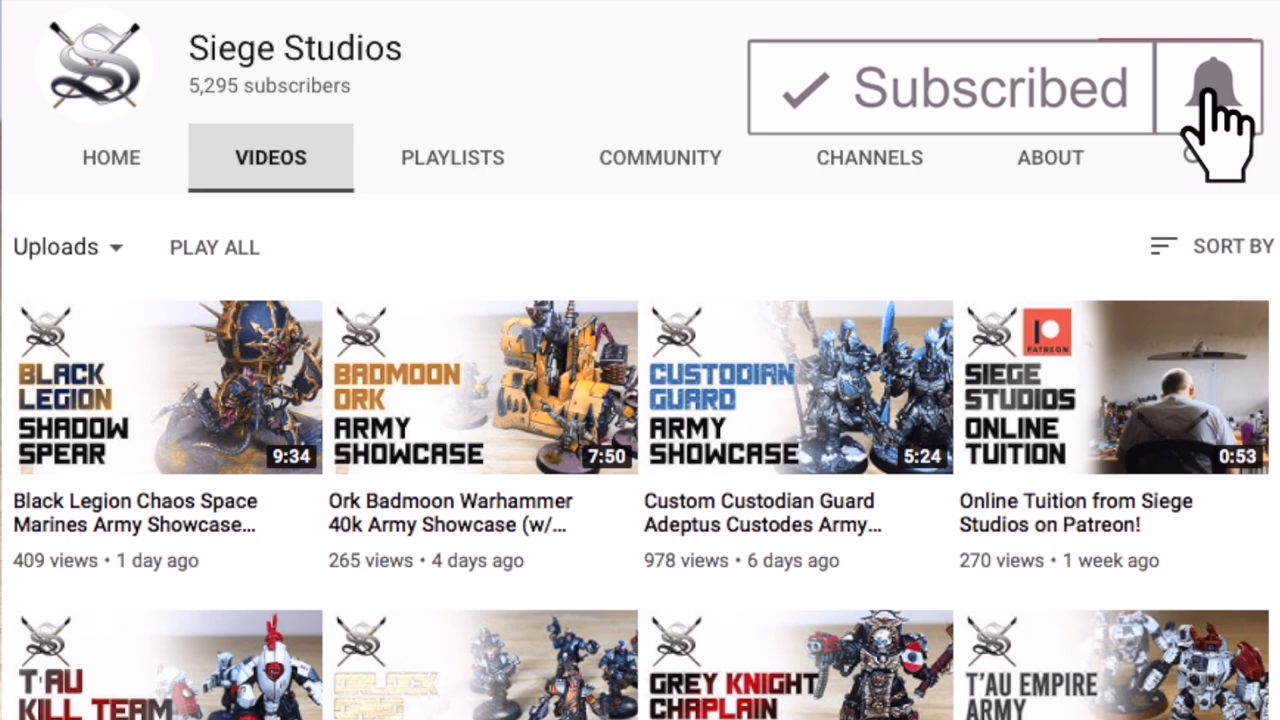 Siege Studios
5,295 subscribers
Subscribed
HOME VIDEOS PLAYLISTS COMMUNITY CHANNELS ABOUT
Uploads PLAY ALL SORT BY
BLACK
LEGION
SHADOW
SPEAR
9:34
BADMOON
ORK
ARMY
SHOWCASE
7:50
CUSTODIAN
GUARD
ARMY
SHOWCASE
5:24
PATREON
SIEGE
STUDIOS
ONLINE
TUITION
0:53
Black Legion Chaos Space
Marines Army Showcase...
409 views • 1 day ago
Ork Badmoon Warhammer
40k Army Showcase (w/...
265 views • 4 days ago
Custom Custodian Guard
Adeptus Custodes Army...
978 views • 6 days ago
Online Tuition from Siege
Studios on Patreon!
270 views • 1 week ago
T'AU
KILL TEAM
GREY KNIGHT
CHAPLAIN
T'AU EMPIRE
ARMY